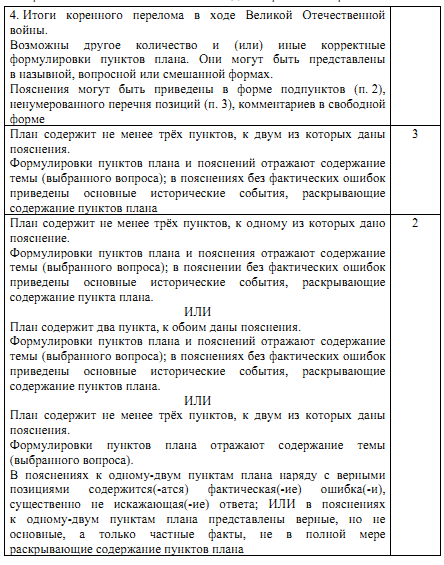 4. Итоги коренного перелома в ходе Великой Отечественной
войны.
Возможны другое количество и (или) иные корректные
формулировки пунктов плана. Они могут быть представлены
в назывной, вопросной или смешанной формах.
Пояснения могут быть приведены в форме подпунктов (п. 2),
ненумерованного перечня позиций (п. 3), комментариев в свободной
форме
План содержит не менее трёх пунктов, к двум из которых даны
пояснения.
Формулировки пунктов плана и пояснений отражают содержание
темы (выбранного вопроса); в пояснениях без фактических ошибок
приведены основные исторические события, раскрывающие
содержание пунктов плана
3
План содержит не менее трёх пунктов, к одному из которых дано
пояснение.
Формулировки пунктов плана и пояснения отражают содержание
темы (выбранного вопроса); в пояснении без фактических ошибок
приведены основные исторические события, раскрывающие
содержание пункта плана.
ИЛИ
План содержит два пункта, к обоим даны пояснения.
Формулировки пунктов плана и пояснений отражают содержание
темы (выбранного вопроса); в пояснениях без фактических ошибок
приведены основные исторические события, раскрывающие
содержание пунктов плана.
ИЛИ
План содержит не менее трёх пунктов, к двум из которых даны
пояснения.
Формулировки пунктов плана отражают содержание темы
(выбранного вопроса).
В пояснениях к одному-двум пунктам плана наряду с верными
позициями содержится(-атся) фактическая(-ие) ошибка(-и),
существенно не искажающая(-ие) ответа; ИЛИ в пояснениях
к одному-двум пунктам плана представлены верные, но не
основные, а только частные факты, не в полной мере
раскрывающие содержание пунктов плана
2